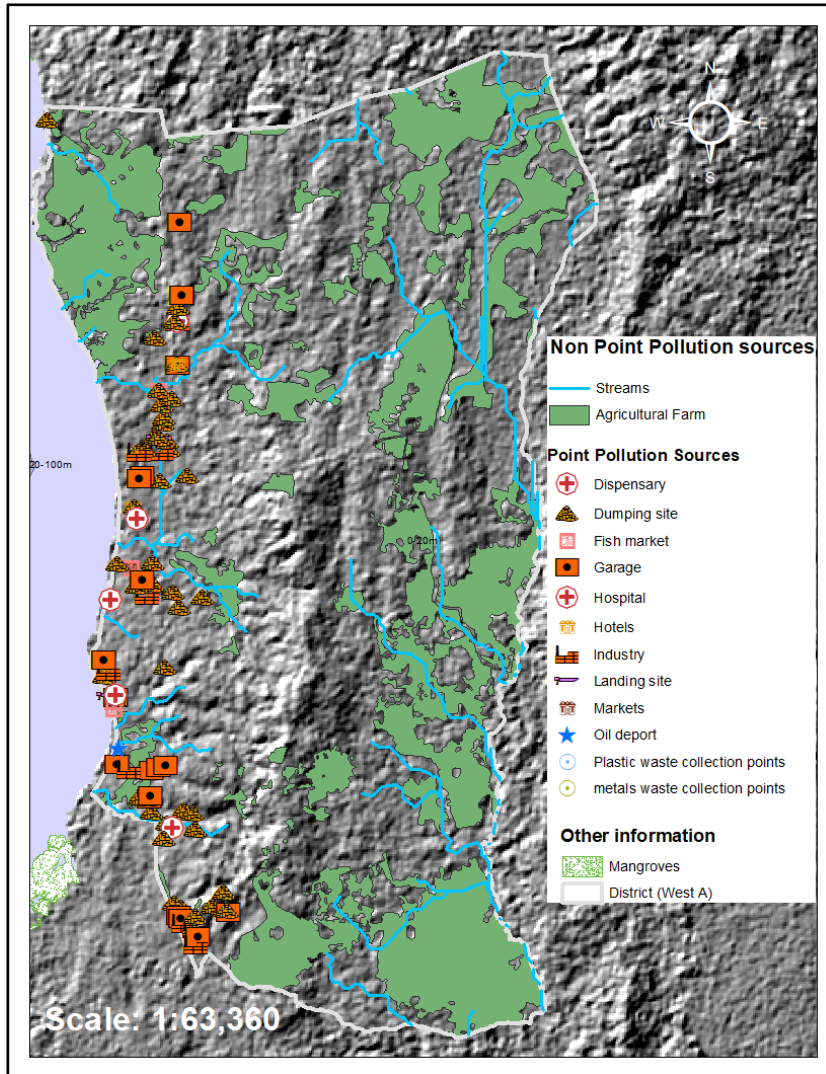 N
W E
S
Non Point Pollution sources
Streams
Agricultural Farm
Point Pollution Sources
Dispensary
Dumping site
Fish market
Garage
Hospital
Hotels
Industry
Landing site
Markets
Oil deport
Plastic waste collection points
metals waste collection points
Other information
Mangroves
District (West A)
20-100m
0-20m
Scale: 1:63,360